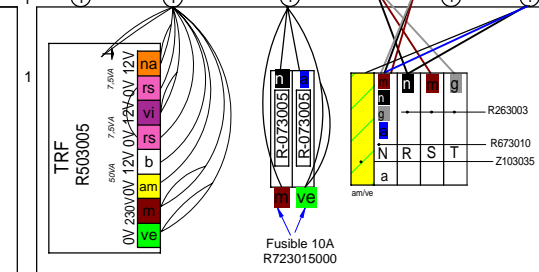 1
TRF
R503005
0V 230V 0V 12V 0V 12V 0V 12V
50VA
7,5VA
7,5VA
na
rs
vi
rs
b
am
m
ve
n
a
R-073005
R-073005
m
ve
Fusible 10A
R723015000
m
n
g
a
N
a
n
R
m
S
g
T
am/ve
R263003
R673010
Z103035